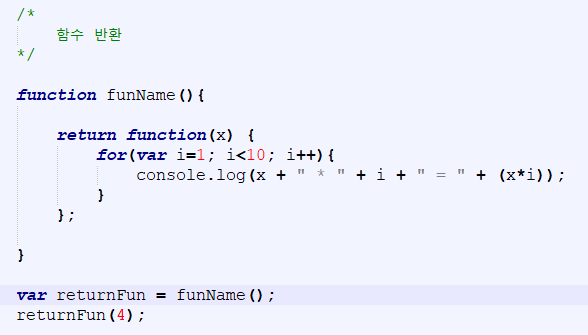 /*
함수 반환
*/
function funName(){
return function(x) {
for(var i=1; i<10; i++){
console.log(x + " * " + i + " = " + (x*i));
}
};
}
var returnFun = funName();
returnFun(4);